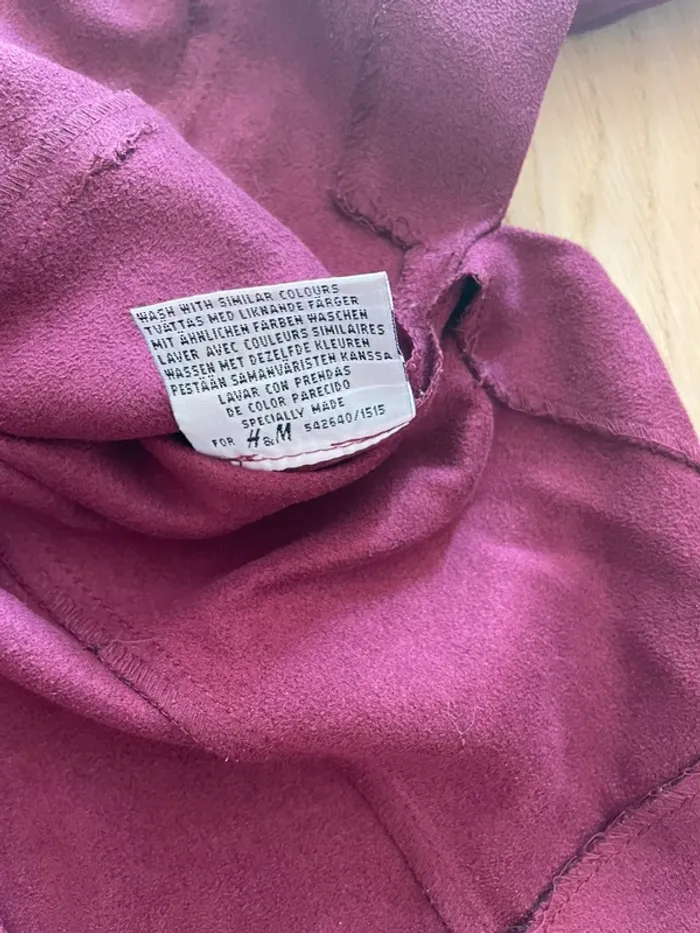 WASH WITH SIMILAR COLOURS
TVÄTTAS MED LIKNANDE FÄRGER
MIT ÄHNLICHEN FARBEN WASCHEN
LAVER AVEC COULEURS SIMILAIRES
WASSEN MET DEZELFDE KLEUREN
PESTÄÄN SAMANVÄRISTEN KANSSA
LAVAR CON PRENDAS
DE COLOR PARECIDO
SPECIALLY MADE
FOR H&M 542640/1515